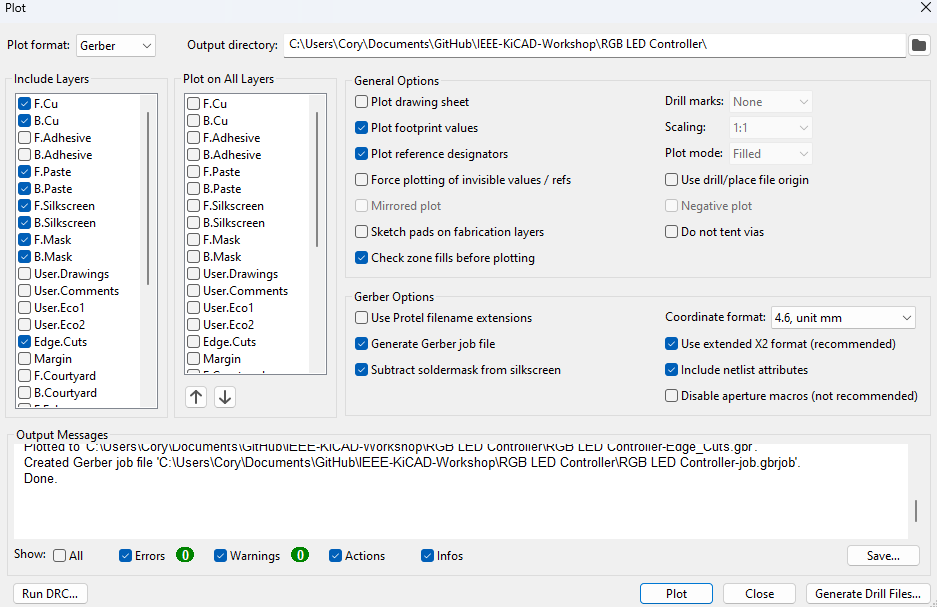 Plot
Plot format: Gerber Output directory: C:\Users\Cory\Documents\GitHub\IEEE-KiCAD-Workshop\RGB LED Controller\
Include Layers
F.Cu
B.Cu
F.Adhesive
B.Adhesive
F.Paste
B.Paste
F.Silkscreen
B.Silkscreen
F.Mask
B.Mask
User.Drawings
User.Comments
User.Eco1
User.Eco2
Edge.Cuts
Margin
F.Courtyard
B.Courtyard
Plot on All Layers
F.Cu
B.Cu
F.Adhesive
B.Adhesive
F.Paste
B.Paste
F.Silkscreen
B.Silkscreen
F.Mask
B.Mask
User.Drawings
User.Comments
User.Eco1
User.Eco2
Edge.Cuts
Margin
General Options
Plot drawing sheet
Plot footprint values
Plot reference designators
Force plotting of invisible values / refs
Mirrored plot
Sketch pads on fabrication layers
Check zone fills before plotting
Drill marks: None
Scaling: 1:1
Plot mode: Filled
Use drill/place file origin
Negative plot
Do not tent vias
Gerber Options
Use Protel filename extensions
Generate Gerber job file
Subtract soldermask from silkscreen
Coordinate format: 4.6, unit mm
Use extended X2 format (recommended)
Include netlist attributes
Disable aperture macros (not recommended)
Output Messages
Plotted to 'C:\Users\Cory\Documents\GitHub\IEEE-KiCAD-Workshop\RGB LED Controller\RGB LED Controller-Edge_Cuts.gbr'.
Created Gerber job file 'C:\Users\Cory\Documents\GitHub\IEEE-KiCAD-Workshop\RGB LED Controller\RGB LED Controller-job.gbrjob'.
Done.
Show: All Errors 0 Warnings 0 Actions Infos Save...
Run DRC... Plot Close Generate Drill Files...